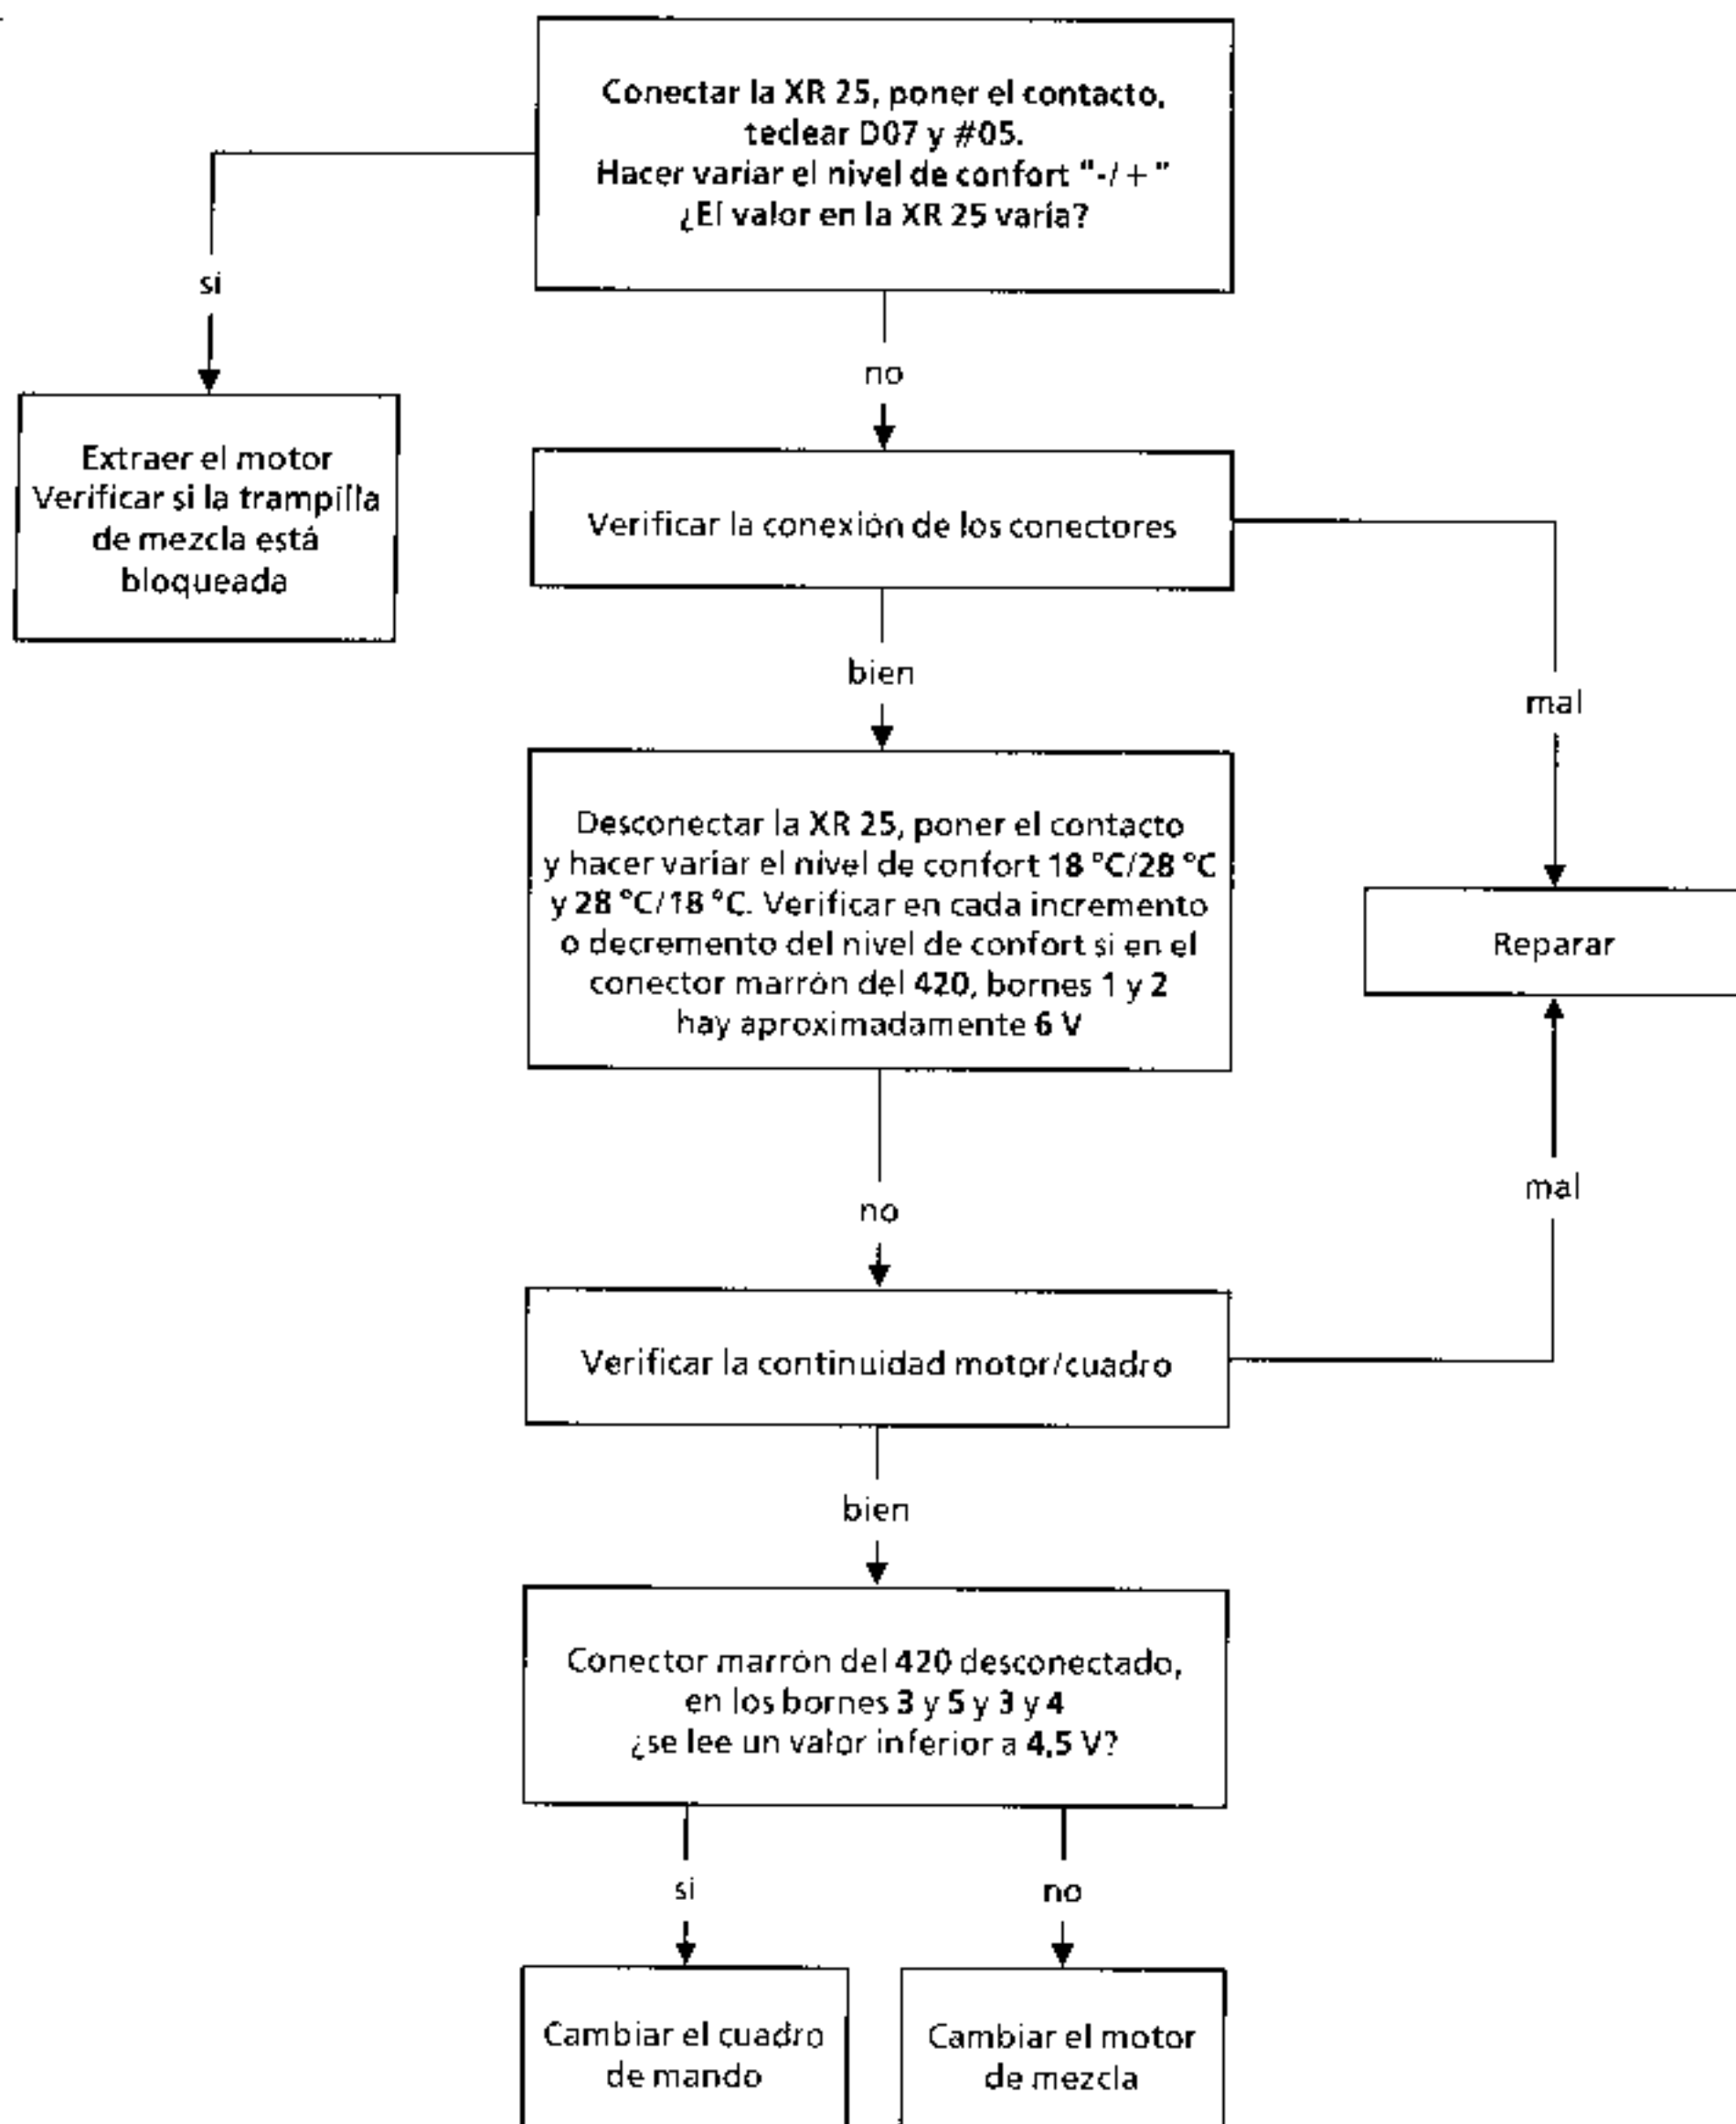 Conectar la XR 25, poner el contacto,
teclear D07 y #05.
Hacer variar el nivel de confort "-/+"
¿El valor en la XR 25 varía?
si
no
Extraer el motor
Verificar si la trampilla
de mezcla está
bloqueada
Verificar la conexión de los conectores
bien
mal
Desconectar la XR 25, poner el contacto
y hacer variar el nivel de confort 18 °C/28 °C
y 28 °C/18 °C. Verificar en cada incremento
o decremento del nivel de confort si en el
conector marrón del 420, bornes 1 y 2
hay aproximadamente 6 V
Reparar
no
mal
Verificar la continuidad motor/cuadro
bien
Conector marrón del 420 desconectado,
en los bornes 3 y 5 y 3 y 4
¿se lee un valor inferior a 4,5 V?
si
no
Cambiar el cuadro
de mando
Cambiar el motor
de mezcla